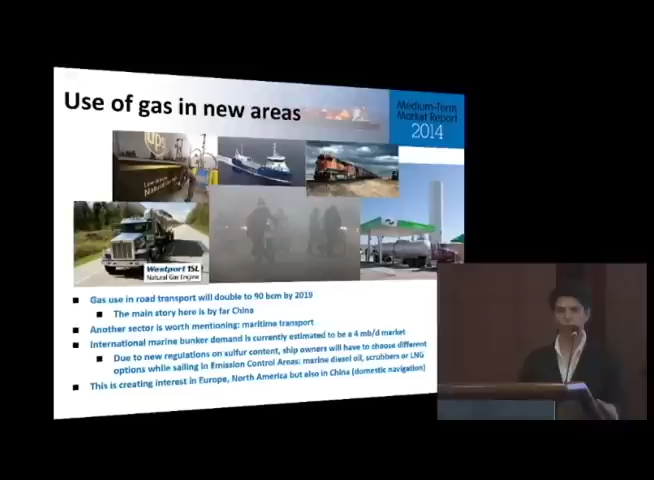 Use of gas in new areas
Medium-Term
Market Report
2014
ups
Natural Gas
Westport 15L
Natural Gas Engine
Gas use in road transport will double to 90 bcm by 2019
The main story here is by far China
Another sector is worth mentioning: maritime transport
International marine bunker demand is currently estimated to be a 4 mb/d market
Due to new regulations on sulfur content, ship owners will have to choose different
options while sailing in Emission Control Areas: marine diesel oil, scrubbers or LNG
This is creating interest in Europe, North America but also in China (domestic navigation)